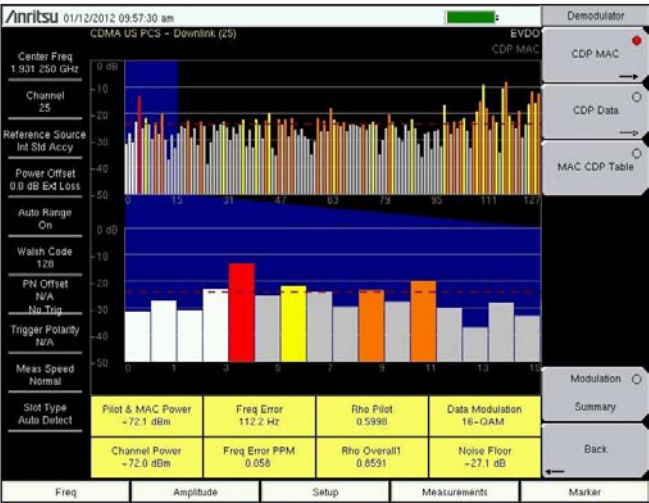 Anritsu 01/12/2012 09:57:30 am
Demodulator
CDMA US PCS - Downlink (25)
EVDO
CDP MAC
Center Freq
1.931 250 GHz
Channel
25
Reference Source
Int Std Accy
Power Offset
0.0 dB Ext Loss
Auto Range
On
Walsh Code
128
PN Offset
N/A
No Trig
Trigger Polarity
N/A
Meas Speed
Normal
Slot Type
Auto Detect
0 dB
-10
-20
-30
-40
-50
0 15 31 47 63 79 95 111 127
0 dB
-10
-20
-30
-40
-50
0 1 3 5 7 9 11 13 15
Pilot & MAC Power
-72.1 dBm
Freq Error
112.2 Hz
Rho Pilot
0.5998
Data Modulation
16-QAM
Channel Power
-72.0 dBm
Freq Error PPM
0.058
Rho Overall1
0.8591
Noise Floor
-27.1 dB
CDP MAC
CDP Data
MAC CDP Table
Modulation
Summary
Back
Freq
Amplitude
Setup
Measurements
Marker